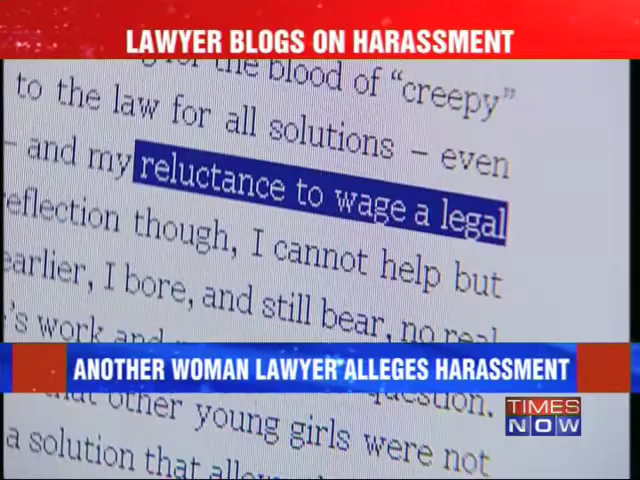 LAWYER BLOGS ON HARASSMENT
for the blood of “creepy”
to the law for all solutions – even
– and my reluctance to wage a legal
reflection though, I cannot help but
earlier, I bore, and still bear, no real
's work and
ANOTHER WOMAN LAWYER ALLEGES HARASSMENT
question.
that other young girls were not
a solution that
TIMES
NOW